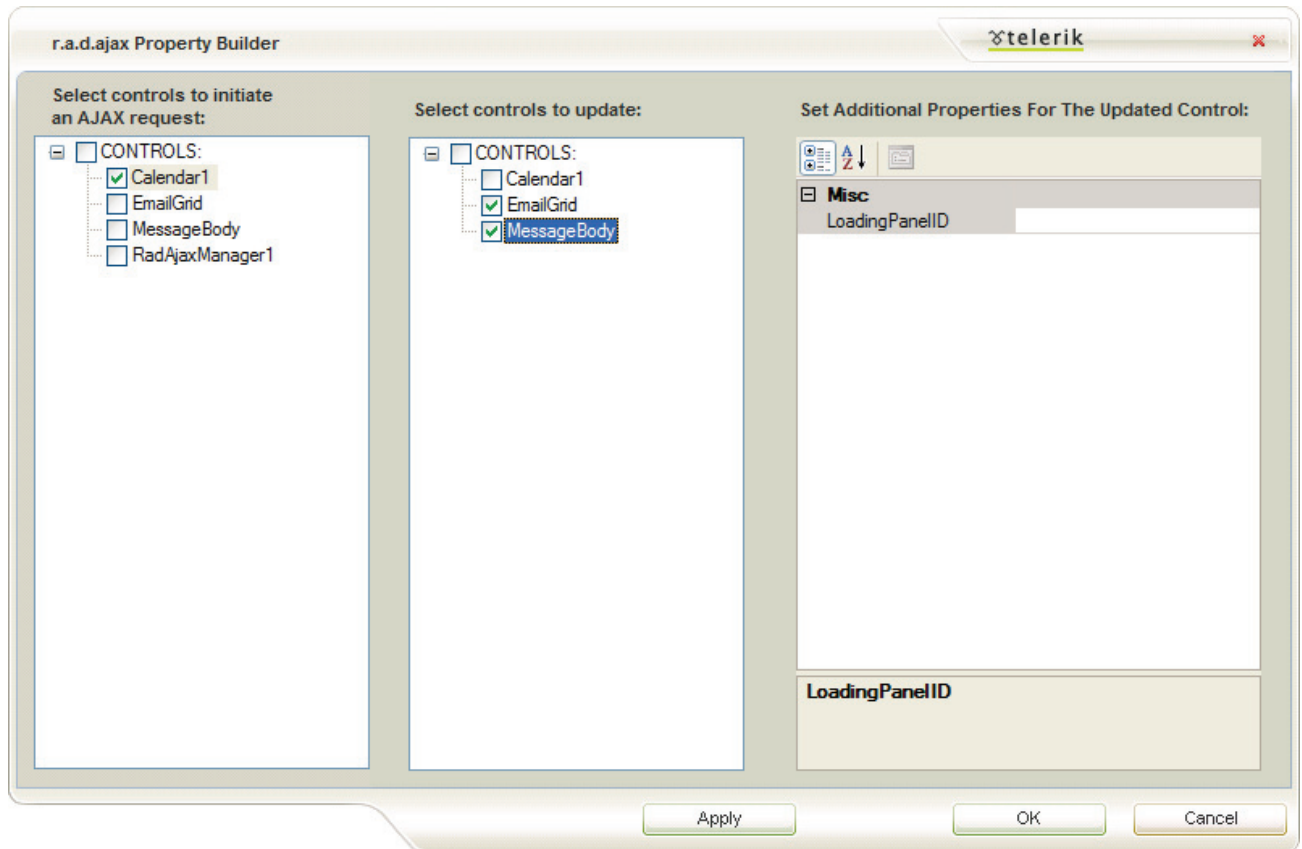 r.a.d.ajax Property Builder
telerik
Select controls to initiate
an AJAX request:
CONTROLS:
Calendar1
EmailGrid
MessageBody
RadAjaxManager1
Select controls to update:
CONTROLS:
Calendar1
EmailGrid
MessageBody
Set Additional Properties For The Updated Control:
A
Z
Misc
LoadingPanelID
LoadingPanelID
Apply
OK
Cancel